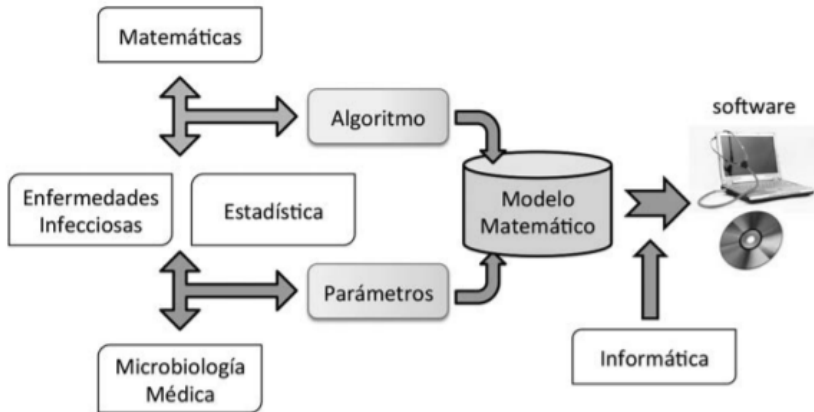 Matemáticas
software
Algoritmo
Enfermedades
Infecciosas
Estadística
Modelo
Matemático
Parámetros
Microbiología
Médica
Informática